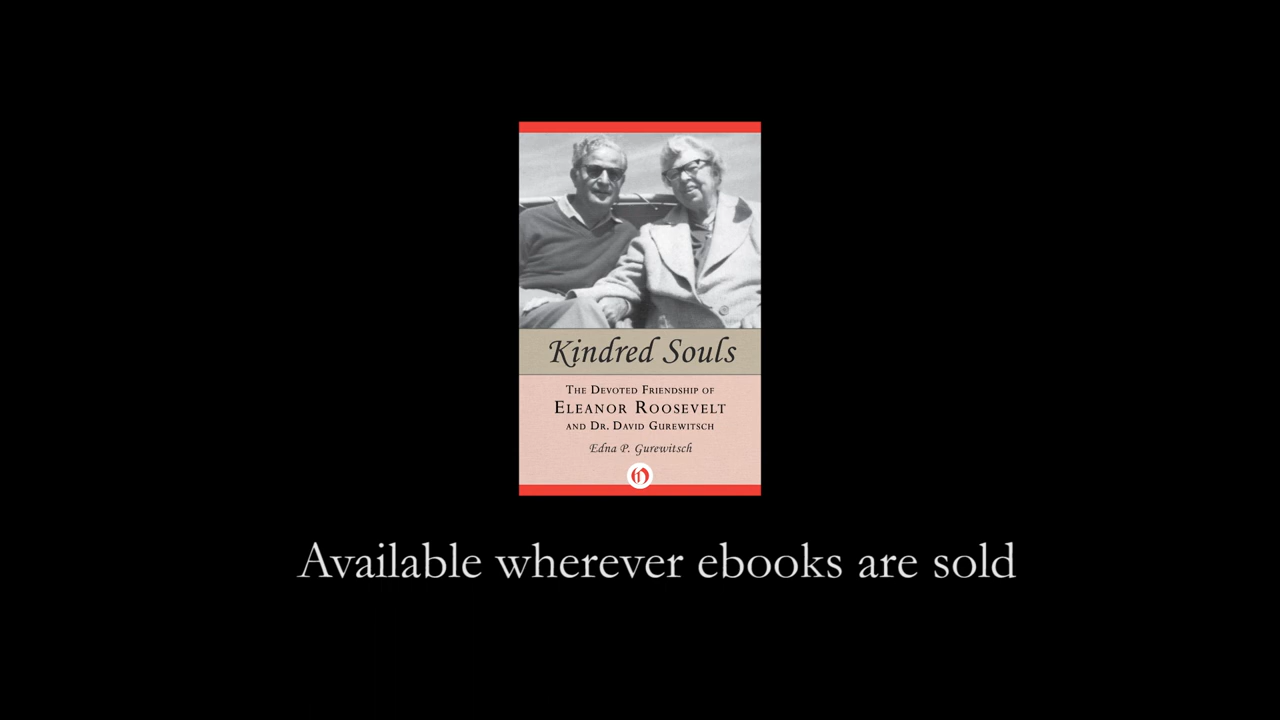 Kindred Souls
The Devoted Friendship of
Eleanor Roosevelt
and Dr. David Gurewitsch
Edna P. Gurewitsch
Available wherever ebooks are sold